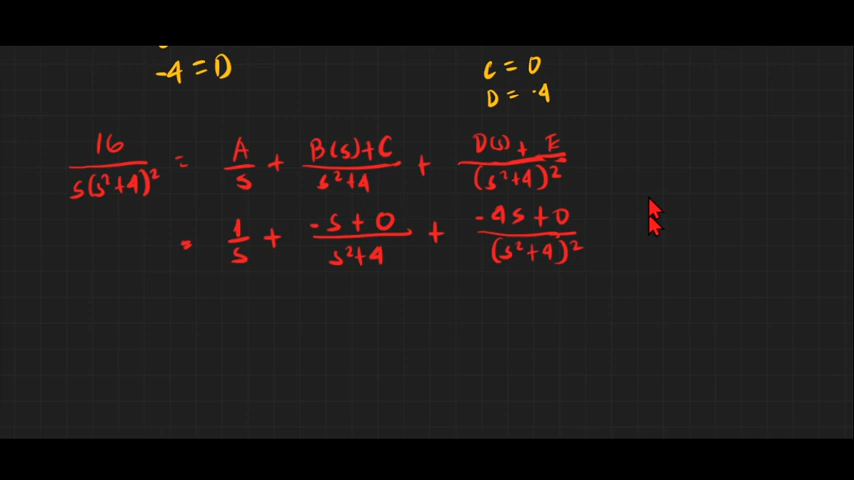 -4 = D
C = 0
D = -4
16/(s(s²+4)²) = A/s + (B(s)+C)/(s²+4) + (D(s)+E)/(s²+4)²
= 1/s + (-s+0)/(s²+4) + (-4s+0)/(s²+4)²